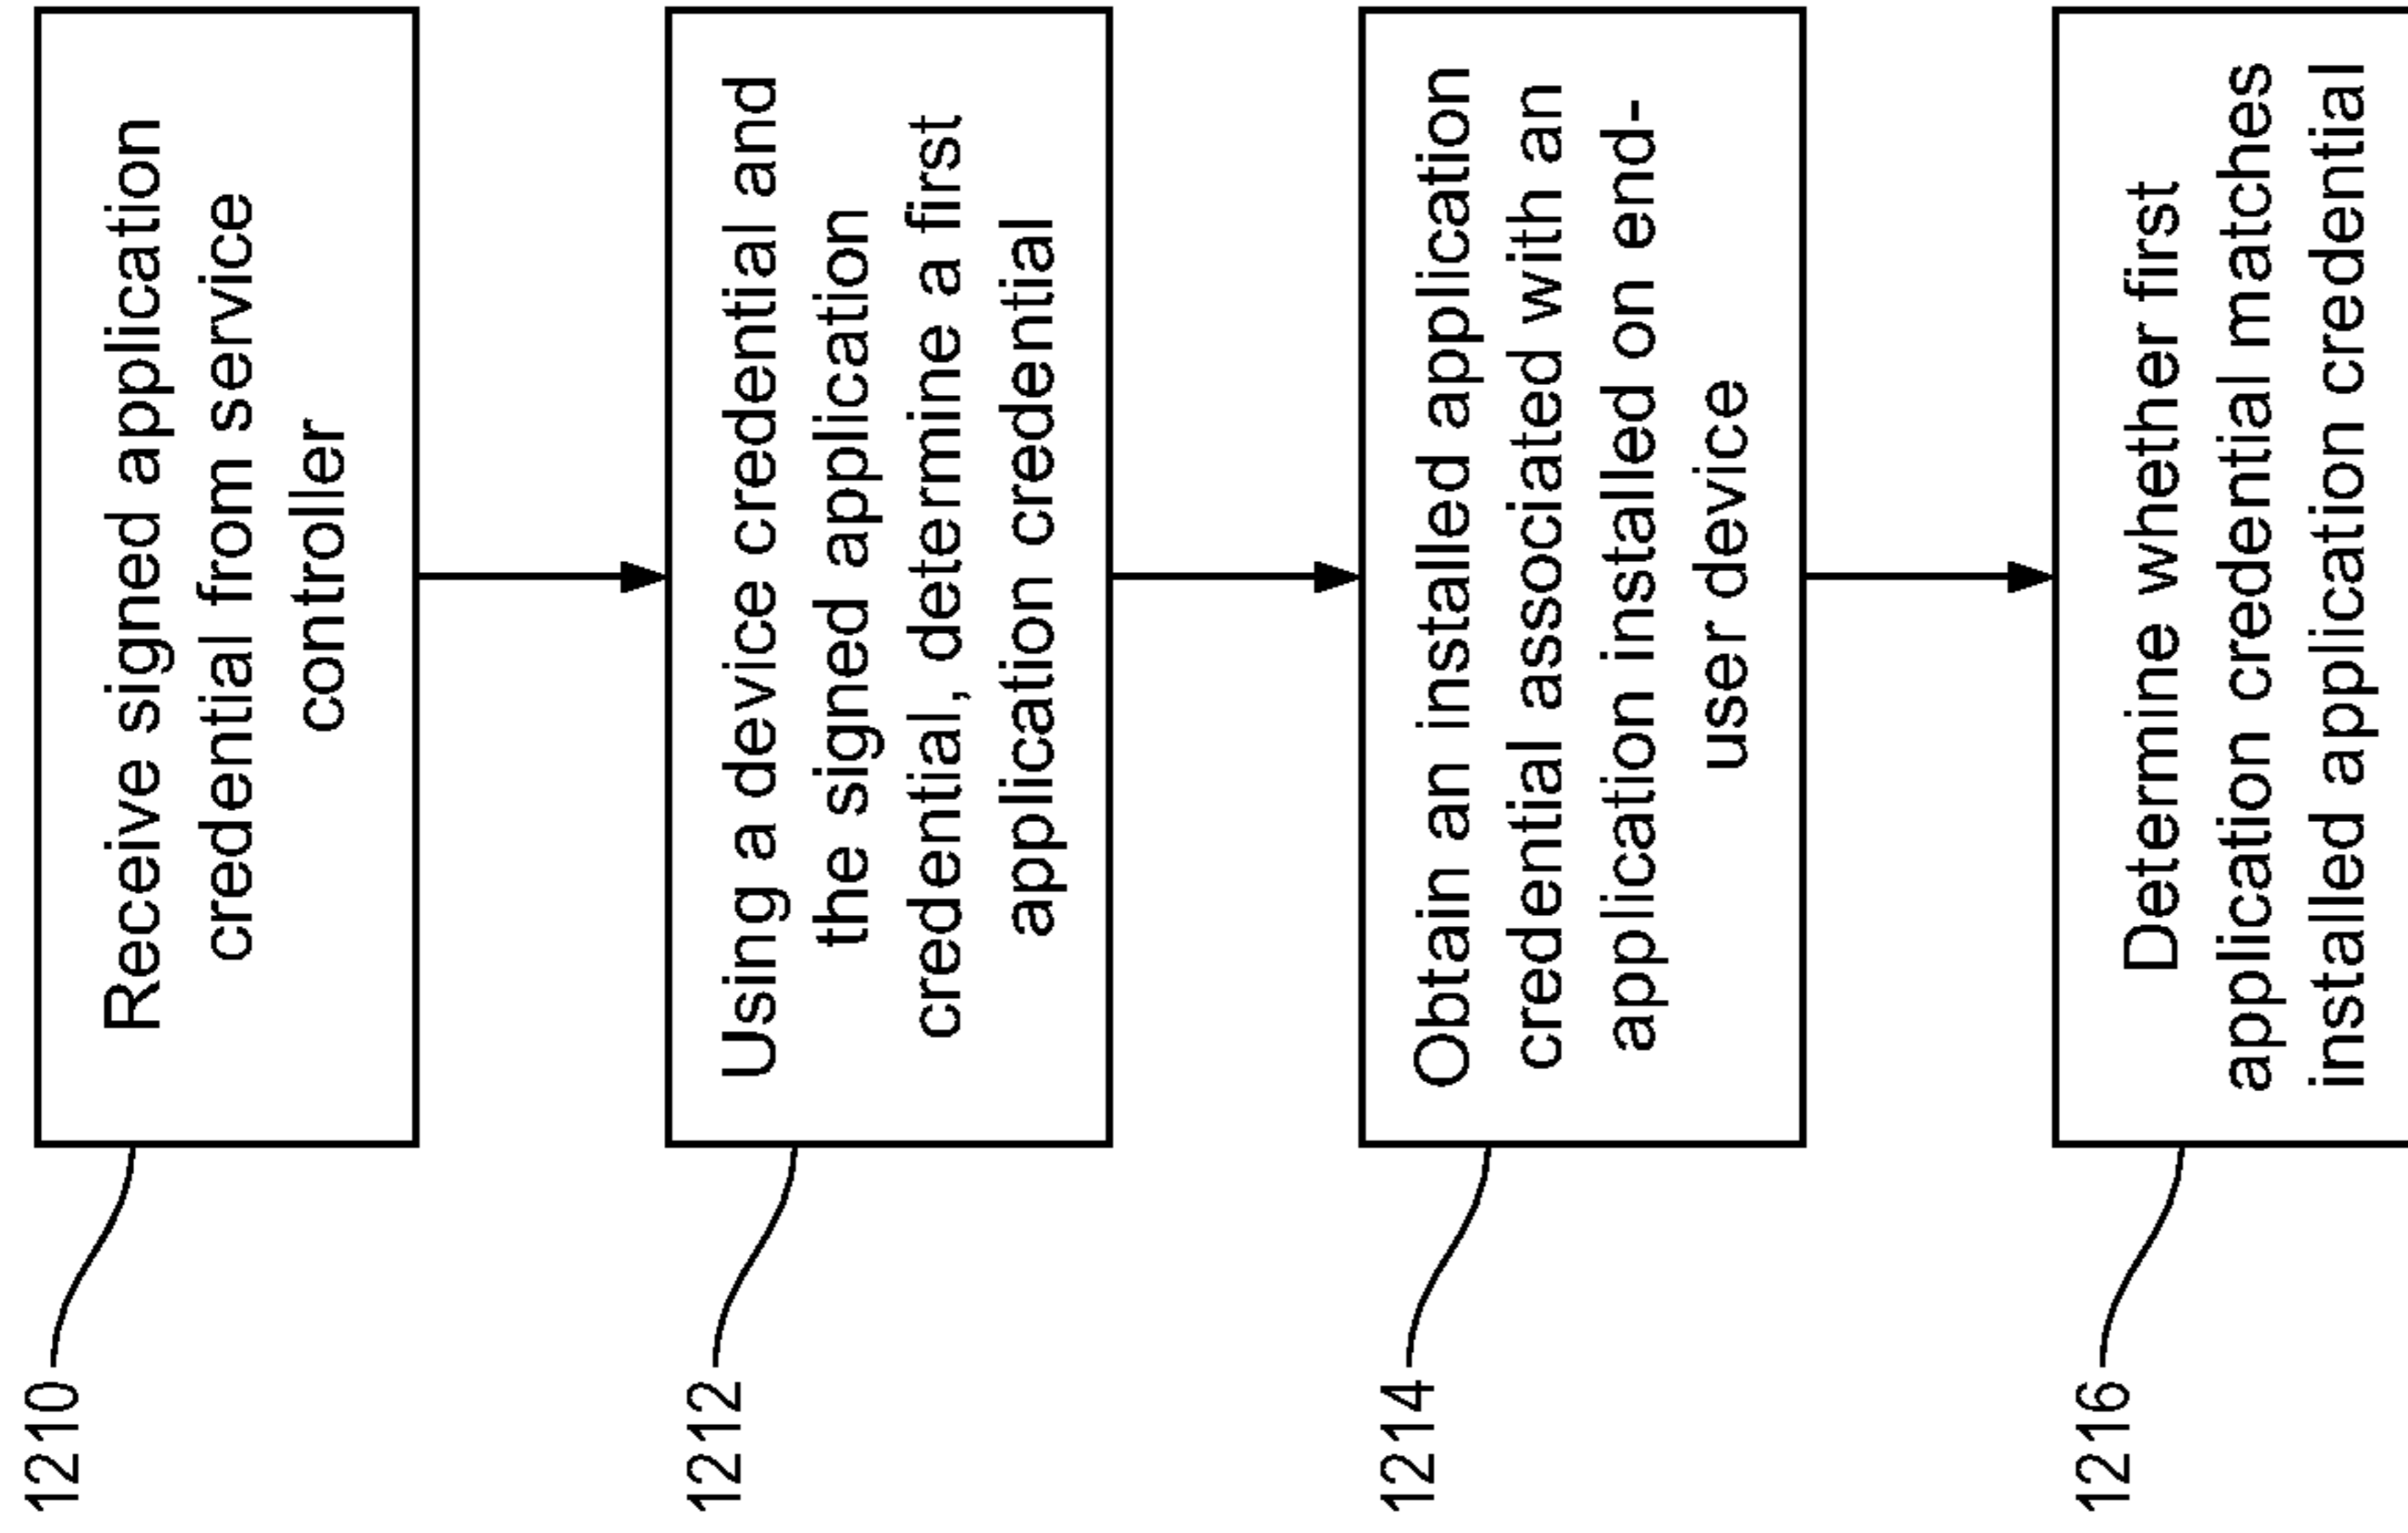 1210
Receive signed application
credential from service
controller
1212
Using a device credential and
the signed application
credential, determine a first
application credential
1214
Obtain an installed application
credential associated with an
application installed on end-
user device
1216
Determine whether first
application credential matches
installed application credential